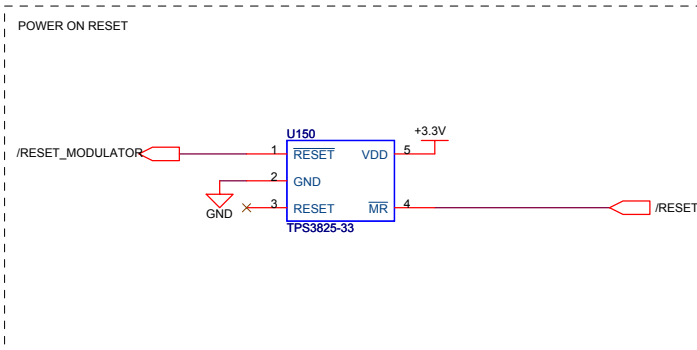 POWER ON RESET
U150
+3.3V
/RESET_MODULATOR
1
RESET
VDD
5
2
GND
GND
3
RESET
MR
4
/RESET
TPS3825-33